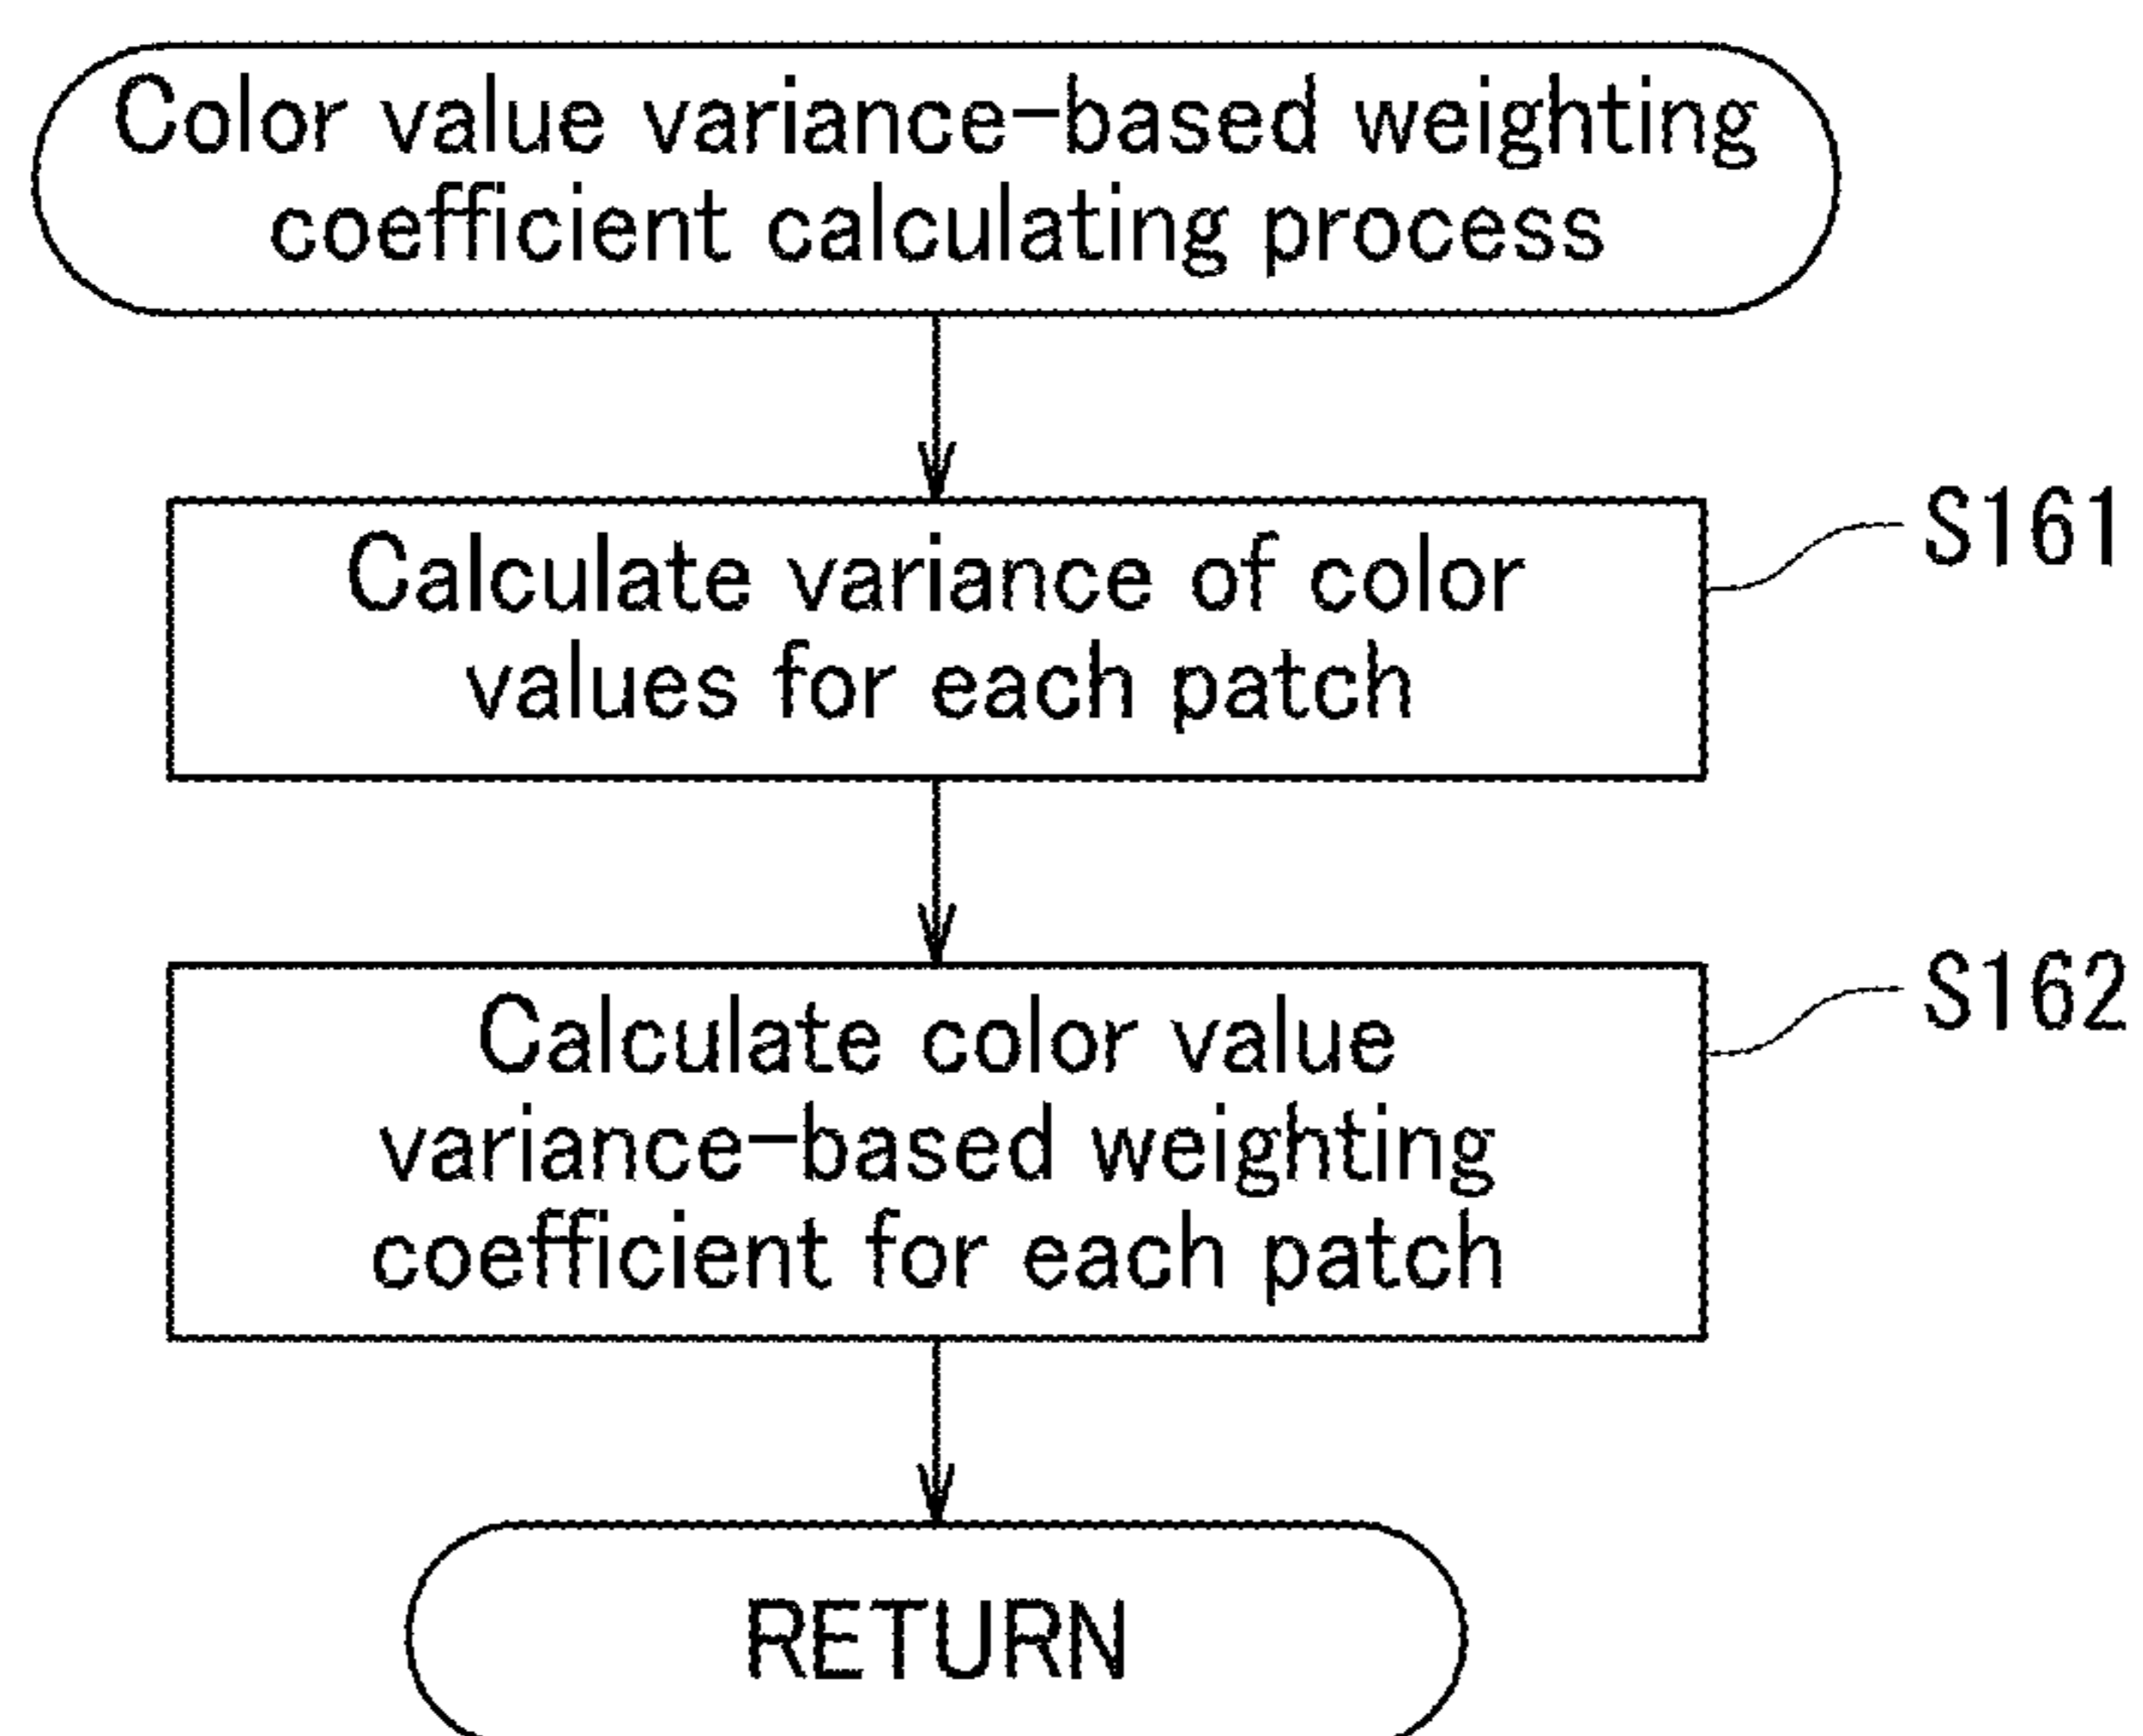 Color value variance-based weighting
coefficient calculating process
Calculate variance of color
values for each patch
S161
Calculate color value
variance-based weighting
coefficient for each patch
S162
RETURN